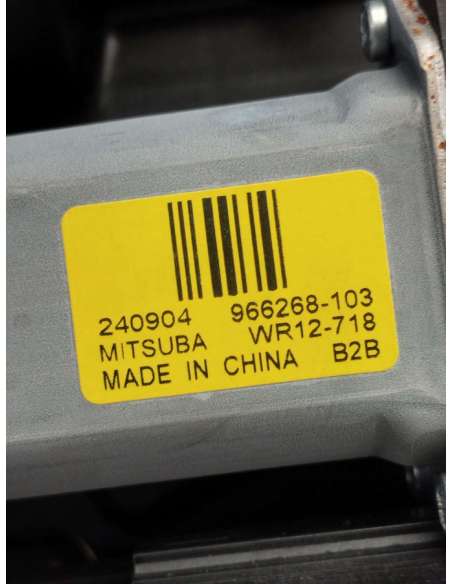 240904 966268-103
MITSUBA WR12-718
MADE IN CHINA B2B